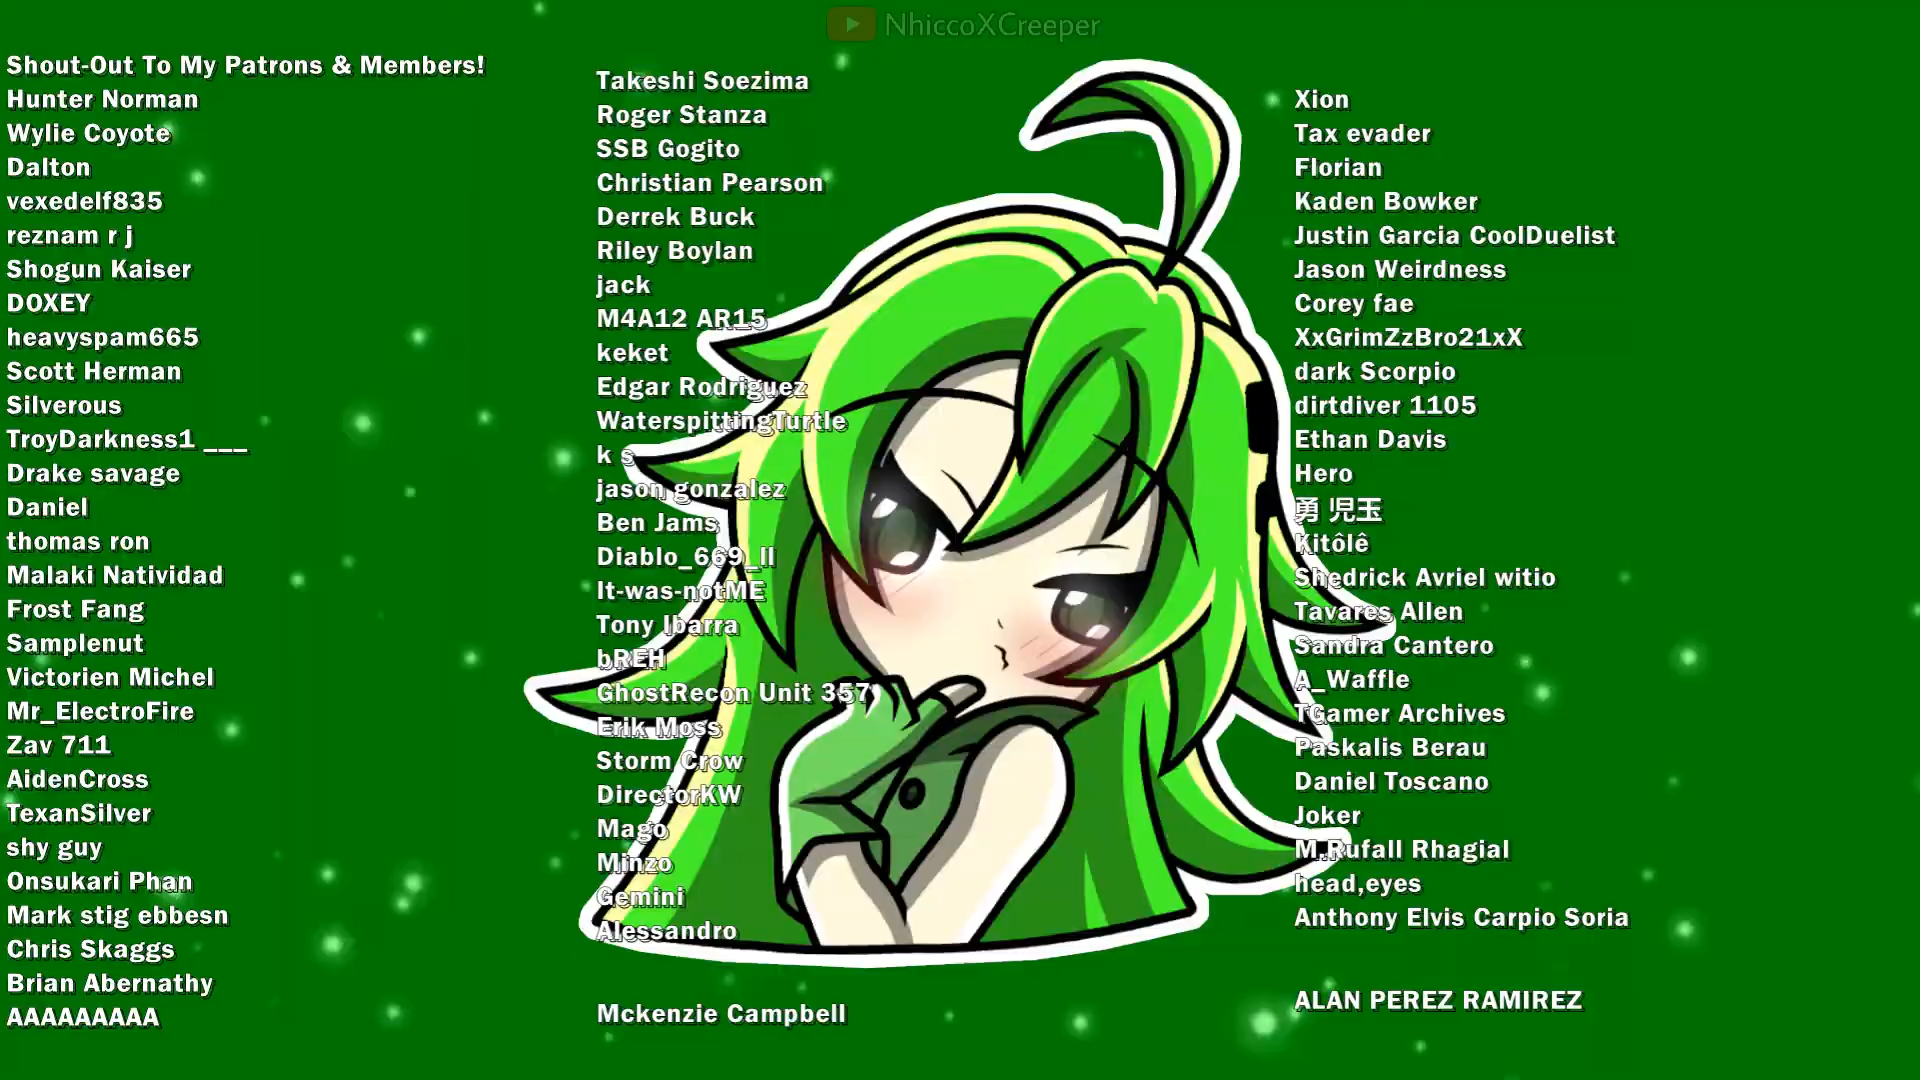 NhiccoXCreeper
Shout-Out To My Patrons & Members!
Hunter Norman
Wylie Coyote
Dalton
vexedelf835
reznam r j
Shogun Kaiser
DOXEY
heavyspam665
Scott Herman
Silverous
TroyDarkness1 ___
Drake savage
Daniel
thomas ron
Malaki Natividad
Frost Fang
Samplenut
Victorien Michel
Mr_ElectroFire
Zav 711
AidenCross
TexanSilver
shy guy
Onsukari Phan
Mark stig ebbesn
Chris Skaggs
Brian Abernathy
AAAAAAAAA
Takeshi Soezima
Roger Stanza
SSB Gogito
Christian Pearson
Derrek Buck
Riley Boylan
jack
M4A12 AR15
keket
Edgar Rodriguez
WaterspittingTurtle
k s
jason gonzalez
Ben Jams
Diablo_669_II
It-was-notME
Tony Ibarra
bREH
GhostRecon Unit 357
Erik Moss
Storm Crow
DirectorKW
Mago
Minzo
Gemini
Alessandro
Mckenzie Campbell
Xion
Tax evader
Florian
Kaden Bowker
Justin Garcia CoolDuelist
Jason Weirdness
Corey fae
XxGrimZzBro21xX
dark Scorpio
dirtdiver 1105
Ethan Davis
Hero
勇 児玉
Kitôlê
Shedrick Avriel witio
Tavares Allen
Sandra Cantero
A_Waffle
TGamer Archives
Paskalis Berau
Daniel Toscano
Joker
M.Rufall Rhagial
head,eyes
Anthony Elvis Carpio Soria
ALAN PEREZ RAMIREZ